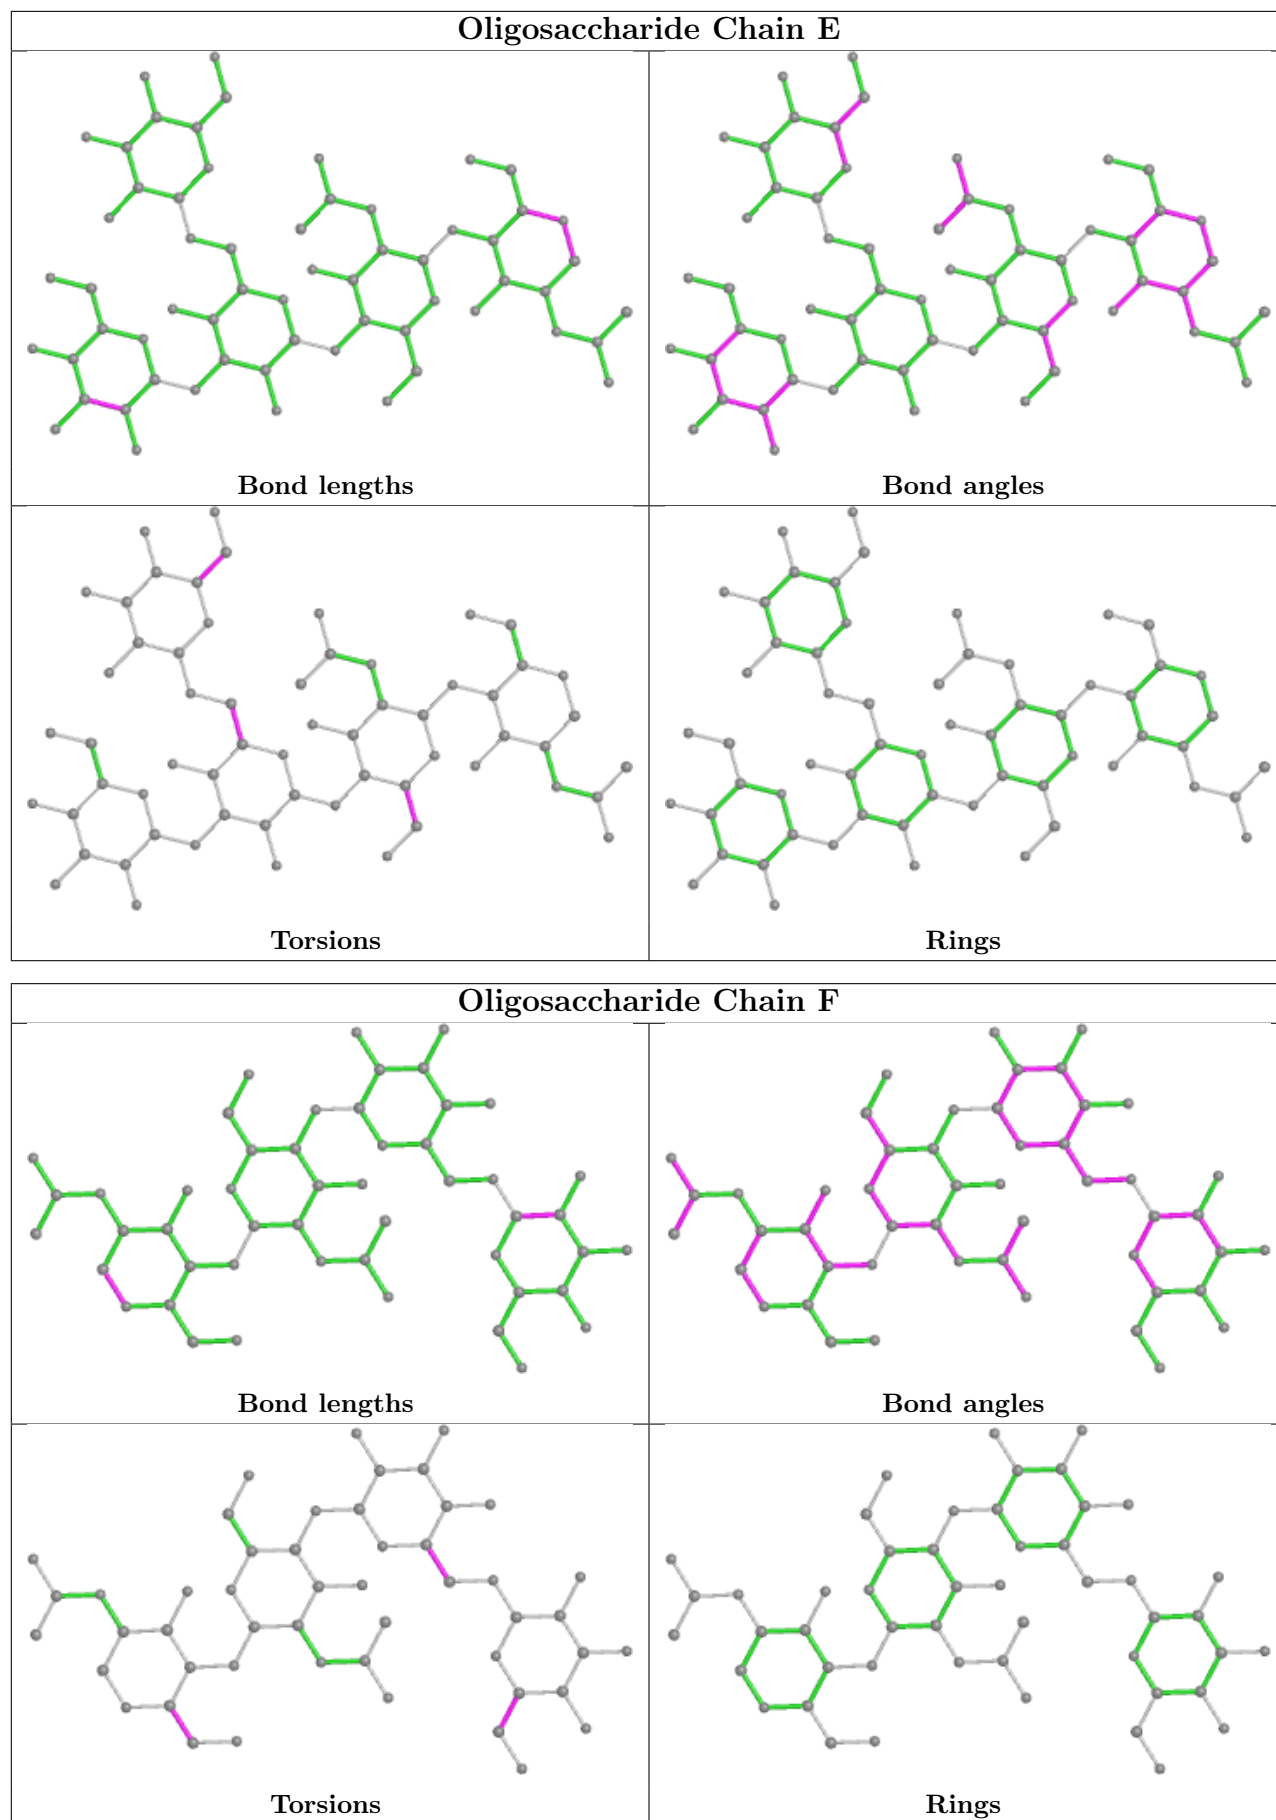 Oligosaccharide Chain E
Bond lengths
Bond angles
Torsions
Rings
Oligosaccharide Chain F
Bond lengths
Bond angles
Torsions
Rings